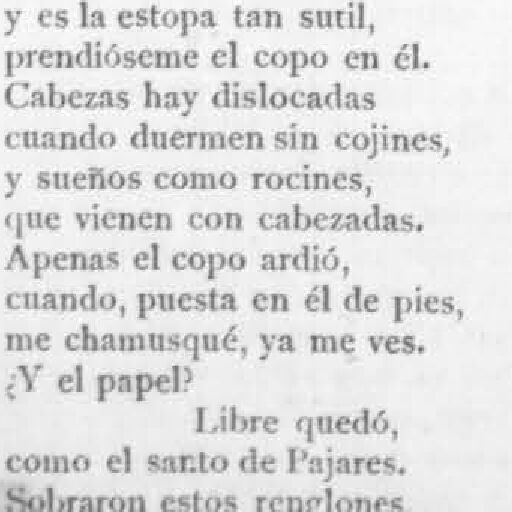 y es la estopa tan sutil,
prendióseme el copo en él.
Cabezas hay dislocadas
cuando duermen sin cojines,
y sueños como rocines,
que vienen con cabezadas.
Apenas el copo ardió,
cuando, puesta en él de pies,
me chamusqué, ya me ves.
¿Y el papel?
Libre quedó,
como el santo de Pajares.
Sobraron estos renglones